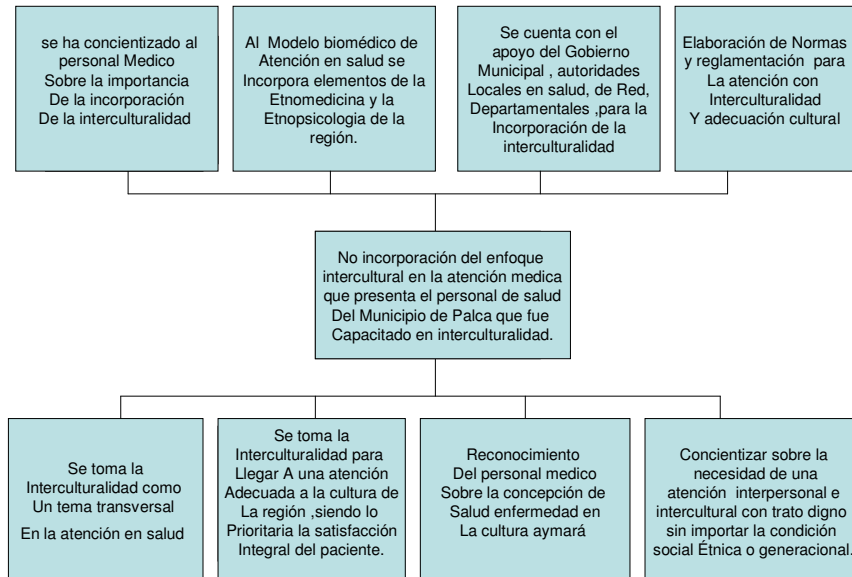 se ha concientizado al
personal Medico
Sobre la importancia
De la incorporación
De la interculturalidad
Al Modelo biomédico de
Atención en salud se
Incorpora elementos de la
Etnomedicina y la
Etnopsicologia de la
región.
Se cuenta con el
apoyo del Gobierno
Municipal , autoridades
Locales en salud, de Red,
Departamentales ,para la
Incorporación de la
interculturalidad
Elaboración de Normas
y reglamentación para
La atención con
Interculturalidad
Y adecuación cultural
No incorporación del enfoque
intercultural en la atención medica
que presenta el personal de salud
Del Municipio de Palca que fue
Capacitado en interculturalidad.
Se toma la
Interculturalidad como
Un tema transversal
En la atención en salud
Se toma la
Interculturalidad para
Llegar A una atención
Adecuada a la cultura de
La región ,siendo lo
Prioritaria la satisfacción
Integral del paciente.
Reconocimiento
Del personal medico
Sobre la concepción de
Salud enfermedad en
La cultura aymará
Concientizar sobre la
necesidad de una
atención interpersonal e
intercultural con trato digno
sin importar la condición
social Étnica o generacional.